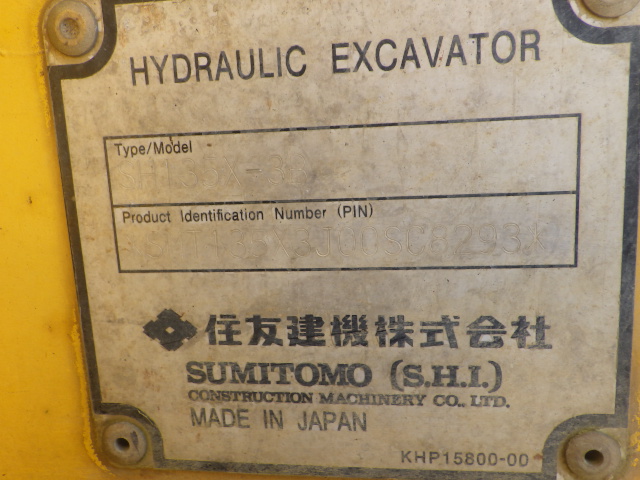 HYDRAULIC EXCAVATOR
Type/Model
Product Identification Number (PIN)
住友建機株式会社
SUMITOMO (S.H.I.)
CONSTRUCTION MACHINERY CO., LTD.
MADE IN JAPAN
KHP15800-00